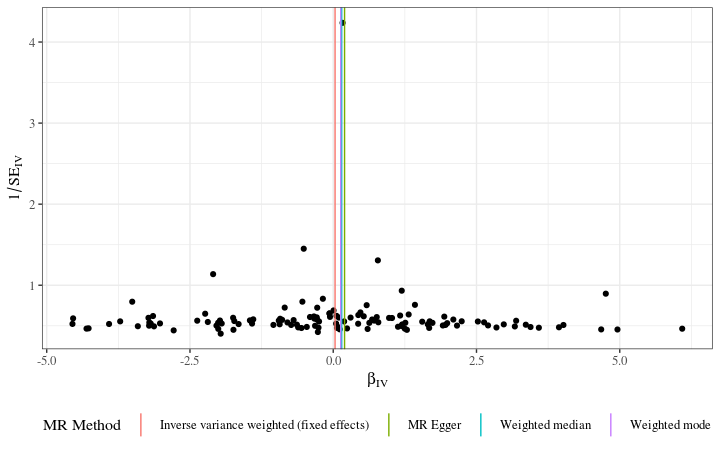 4
3
2
1
1/SE_IV
-5.0 -2.5 0.0 2.5 5.0
β_IV
MR Method Inverse variance weighted (fixed effects) MR Egger Weighted median Weighted mode